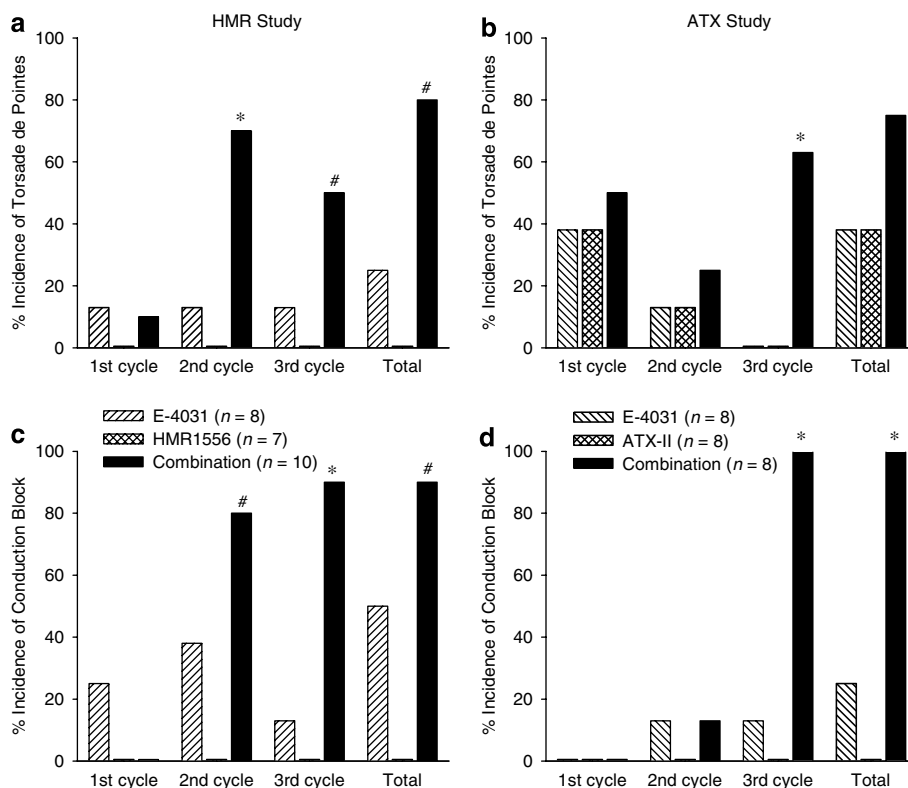 a
HMR Study
% Incidence of Torsade de Pointes
100
80
60
40
20
0
*
#
#
1st cycle
2nd cycle
3rd cycle
Total
b
ATX Study
% Incidence of Torsade de Pointes
100
80
60
40
20
0
*
1st cycle
2nd cycle
3rd cycle
Total
c
E-4031 (n = 8)
HMR1556 (n = 7)
Combination (n = 10)
% Incidence of Conduction Block
100
80
60
40
20
0
#
*
#
1st cycle
2nd cycle
3rd cycle
Total
d
E-4031 (n = 8)
ATX-II (n = 8)
Combination (n = 8)
% Incidence of Conduction Block
100
80
60
40
20
0
*
*
1st cycle
2nd cycle
3rd cycle
Total